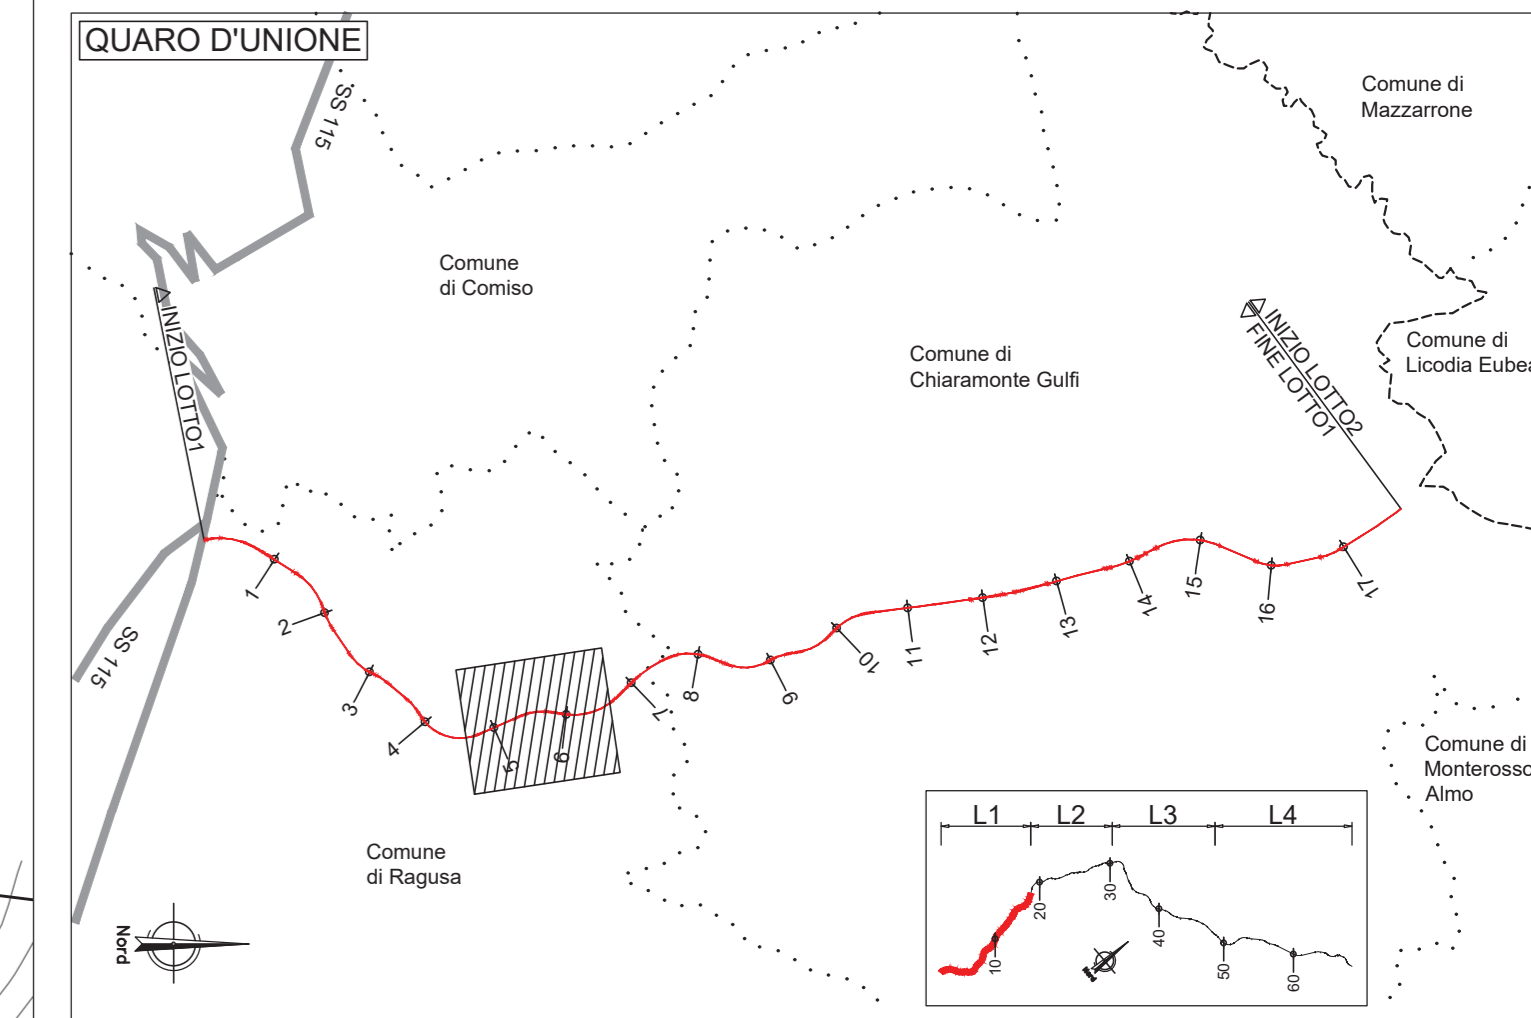 QUARO D'UNIONE
SS 115
Comune di
Mazzarrone
Comune
di Comiso
INIZIO LOTTO1
Comune di
Chiaramonte Gulfi
INIZIO LOTTO2
FINE LOTTO1
Comune di
Licodia Eubea
SS 115
1
2
3
4
5
6
7
8
9
10
11
12
13
14
15
16
17
Comune di
Monterosso
Almo
Comune
di Ragusa
Nord
L1
L2
L3
L4
10
20
30
40
50
60